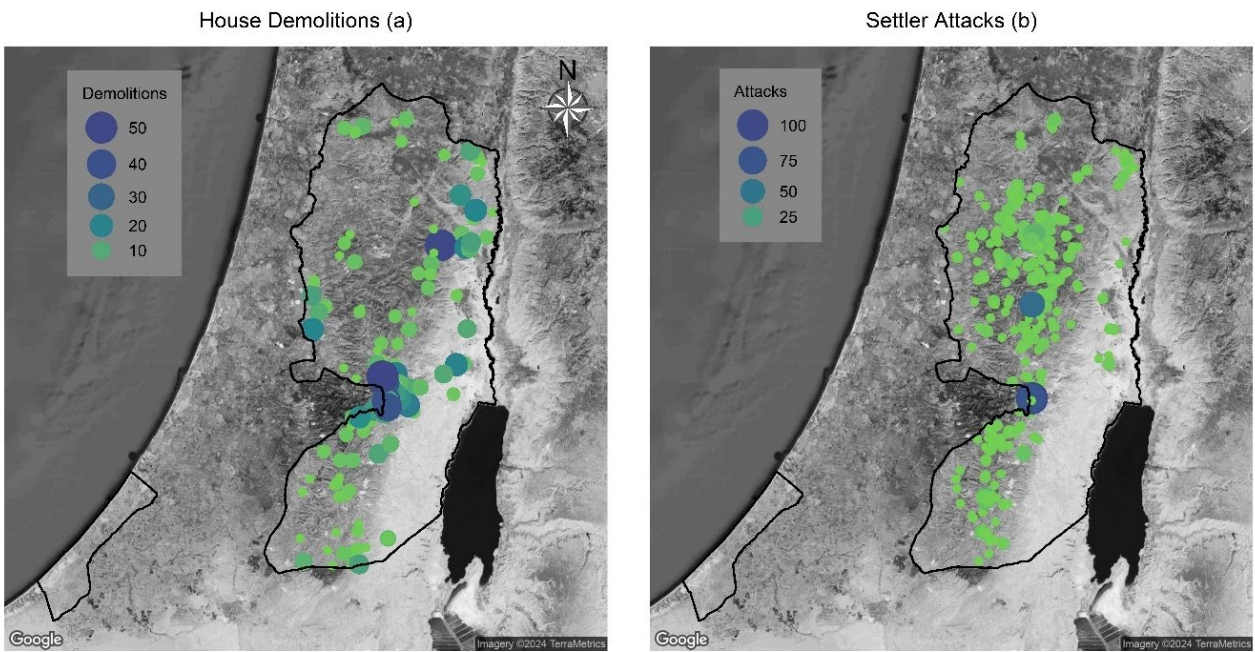 House Demolitions (a)
Demolitions
50
40
30
20
10
N
Google
Imagery ©2024 TerraMetrics
Settler Attacks (b)
Attacks
100
75
50
25
Google
Imagery ©2024 TerraMetrics